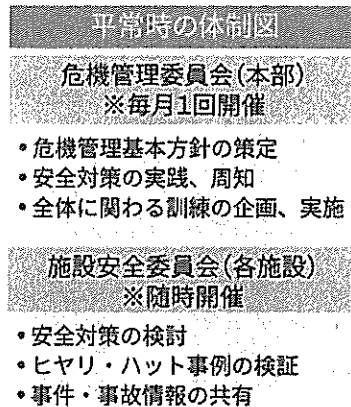 平常時の体制図
危機管理委員会(本部)
※毎月1回開催
•危機管理基本方針の策定
•安全対策の実践、周知
•全体に関わる訓練の企画、実施
施設安全委員会(各施設)
※随時開催
•安全対策の検討
•ヒヤリ・ハット事例の検証
•事件・事故情報の共有